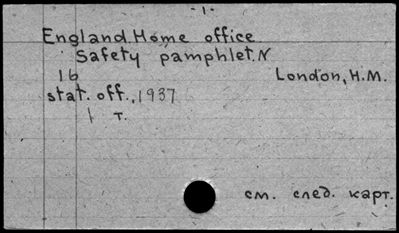 -1-
England. Home office
Safety pamphlet. N
16 London, H.M.
stat. off., 1937
1 т.
см. след. карт.